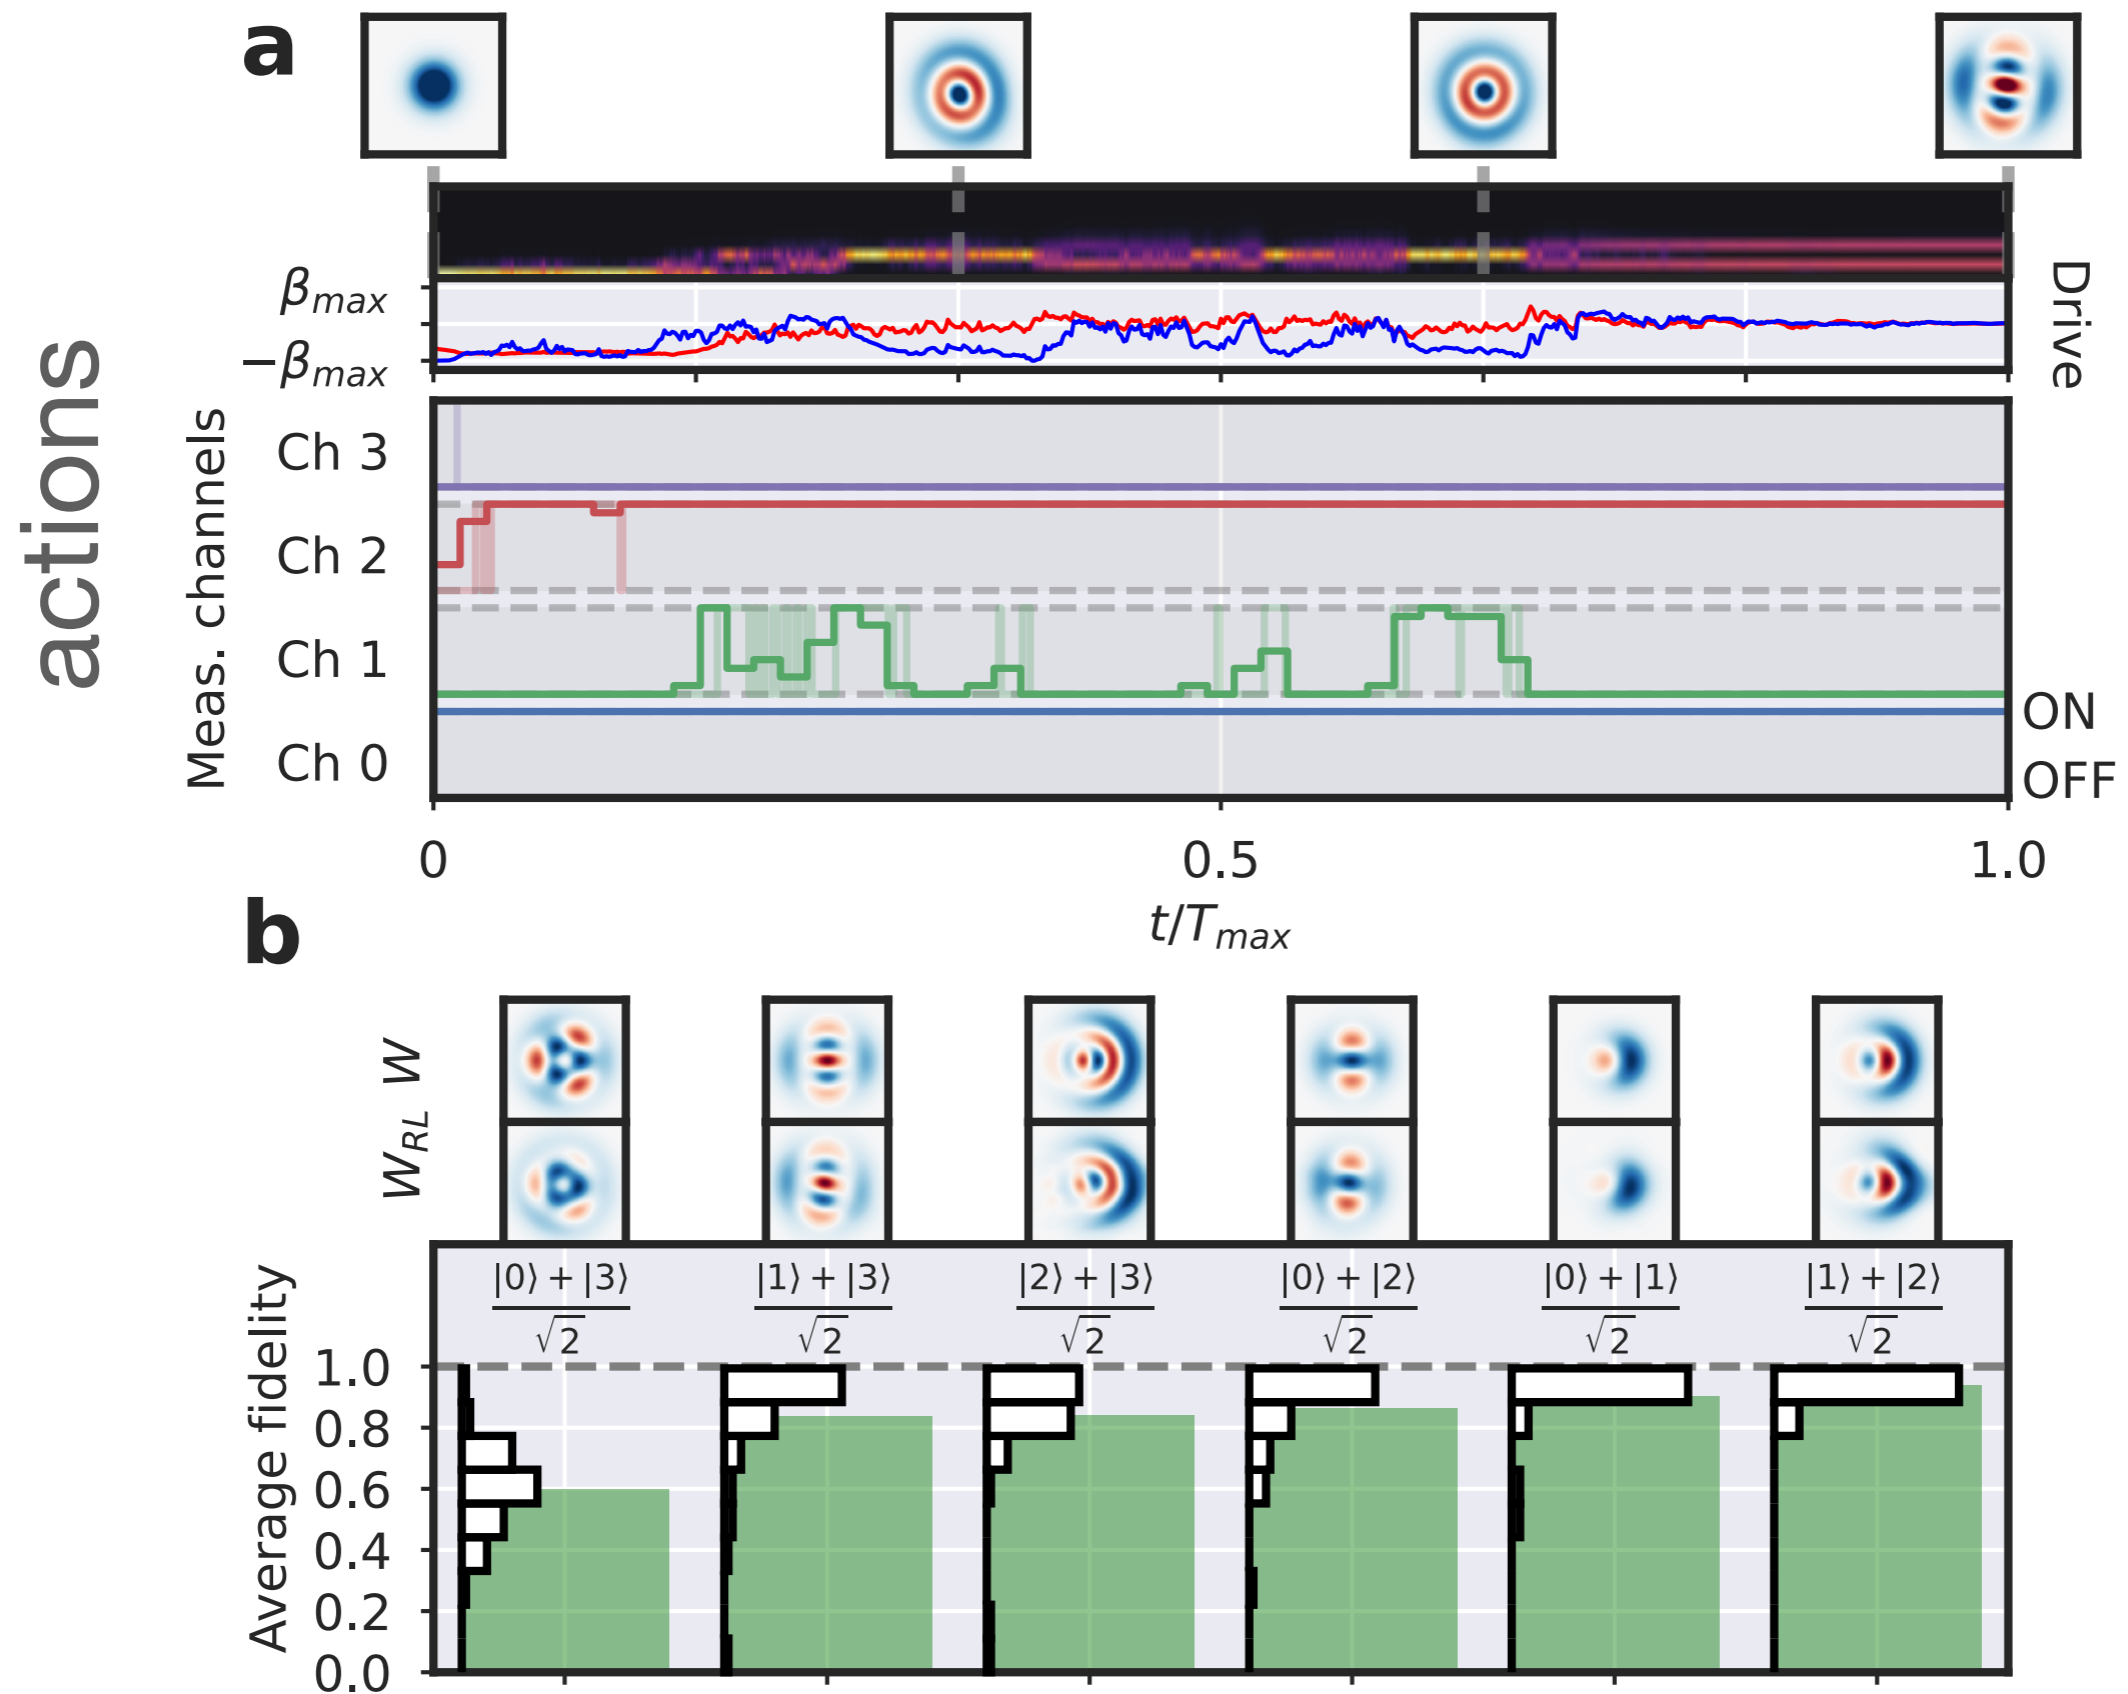 a
β_max
−β_max
Drive
actions
Meas. channels
Ch 3
Ch 2
Ch 1
Ch 0
ON
OFF
0 0.5 1.0
t/T_max
b
W
W_RL
|0⟩ + |3⟩ |1⟩ + |3⟩ |2⟩ + |3⟩ |0⟩ + |2⟩ |0⟩ + |1⟩ |1⟩ + |2⟩
√2 √2 √2 √2 √2 √2
Average fidelity
1.0
0.8
0.6
0.4
0.2
0.0